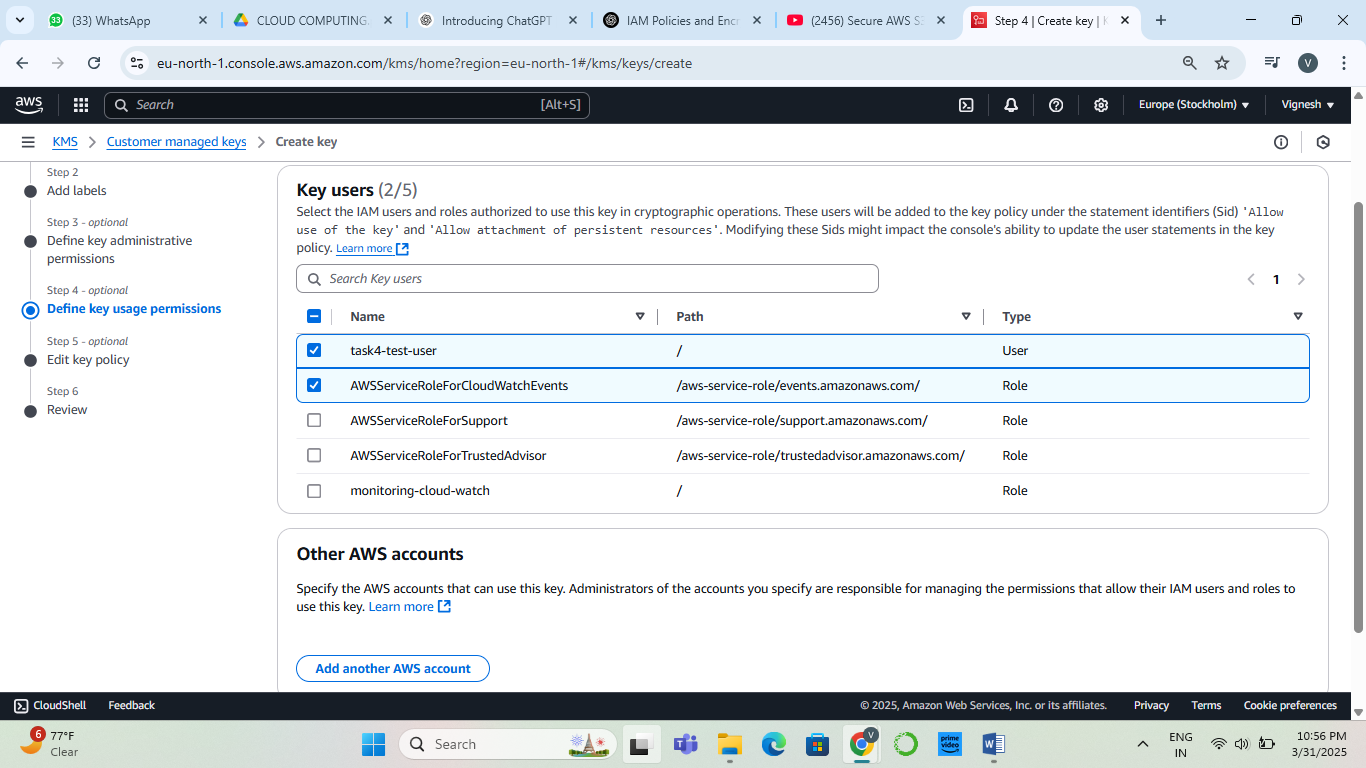 (33) WhatsApp
CLOUD COMPUTING
Introducing ChatGPT
IAM Policies and Enc
(2456) Secure AWS S
Step 4 | Create key | K
eu-north-1.console.aws.amazon.com/kms/home?region=eu-north-1#/kms/keys/create
V
aws
Search
[Alt+S]
Europe (Stockholm)
Vignesh
KMS
Customer managed keys
Create key
Step 2
Add labels
Step 3 - optional
Define key administrative
permissions
Step 4 - optional
Define key usage permissions
Step 5 - optional
Edit key policy
Step 6
Review
Key users (2/5)
Select the IAM users and roles authorized to use this key in cryptographic operations. These users will be added to the key policy under the statement identifiers (Sid) 'Allow
use of the key' and 'Allow attachment of persistent resources'. Modifying these Sids might impact the console's ability to update the user statements in the key
policy. Learn more
Search Key users
1
Name Path Type
task4-test-user / User
AWSServiceRoleForCloudWatchEvents /aws-service-role/events.amazonaws.com/ Role
AWSServiceRoleForSupport /aws-service-role/support.amazonaws.com/ Role
AWSServiceRoleForTrustedAdvisor /aws-service-role/trustedadvisor.amazonaws.com/ Role
monitoring-cloud-watch / Role
Other AWS accounts
Specify the AWS accounts that can use this key. Administrators of the accounts you specify are responsible for managing the permissions that allow their IAM users and roles to
use this key. Learn more
Add another AWS account
CloudShell
Feedback
© 2025, Amazon Web Services, Inc. or its affiliates.
Privacy
Terms
Cookie preferences
6
77°F
Clear
Search
V
prime
video
ENG
IN
10:56 PM
3/31/2025